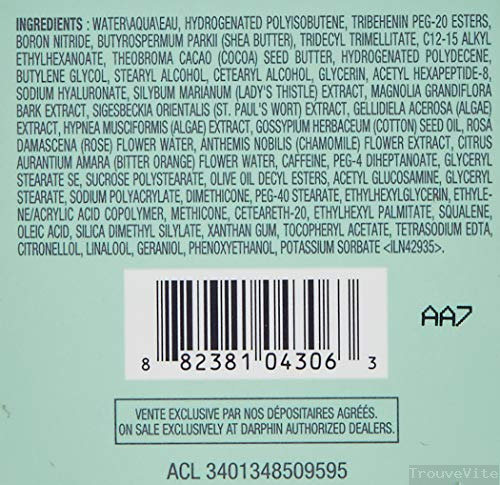 INGREDIENTS : WATER\AQUA\EAU, HYDROGENATED POLYISOBUTENE, TRIBEHENIN PEG-20 ESTERS,
BORON NITRIDE, BUTYROSPERMUM PARKII (SHEA BUTTER), TRIDECYL TRIMELLITATE, C12-15 ALKYL
ETHYLHEXANOATE, THEOBROMA CACAO (COCOA) SEED BUTTER, HYDROGENATED POLYDECENE,
BUTYLENE GLYCOL, STEARYL ALCOHOL, CETEARYL ALCOHOL, GLYCERIN, ACETYL HEXAPEPTIDE-8,
SODIUM HYALURONATE, SILYBUM MARIANUM (LADY'S THISTLE) EXTRACT, MAGNOLIA GRANDIFLORA
BARK EXTRACT, SIGESBECKIA ORIENTALIS (ST. PAUL'S WORT) EXTRACT, GELLIDIELA ACEROSA (ALGAE)
EXTRACT, HYPNEA MUSCIFORMIS (ALGAE) EXTRACT, GOSSYPIUM HERBACEUM (COTTON) SEED OIL, ROSA
DAMASCENA (ROSE) FLOWER WATER, ANTHEMIS NOBILIS (CHAMOMILE) FLOWER EXTRACT, CITRUS
AURANTIUM AMARA (BITTER ORANGE) FLOWER WATER, CAFFEINE, PEG-4 DIHEPTANOATE, GLYCERYL
STEARATE SE, SUCROSE POLYSTEARATE, OLIVE OIL DECYL ESTERS, ACETYL GLUCOSAMINE, GLYCERYL
STEARATE, SODIUM POLYACRYLATE, DIMETHICONE, PEG-40 STEARATE, ETHYLHEXYLGLYCERIN, ETHYLE-
NE/ACRYLIC ACID COPOLYMER, METHICONE, CETEARETH-20, ETHYLHEXYL PALMITATE, SQUALENE,
OLEIC ACID, SILICA DIMETHYL SILYLATE, XANTHAN GUM, TOCOPHERYL ACETATE, TETRASODIUM EDTA,
CITRONELLOL, LINALOOL, GERANIOL, PHENOXYETHANOL, POTASSIUM SORBATE <ILN42935>.
AA7
8 82381 04306 3
VENTE EXCLUSIVE PAR NOS DÉPOSITAIRES AGRÉÉS.
ON SALE EXCLUSIVELY AT DARPHIN AUTHORIZED DEALERS.
ACL 3401348509595
TrouveVite